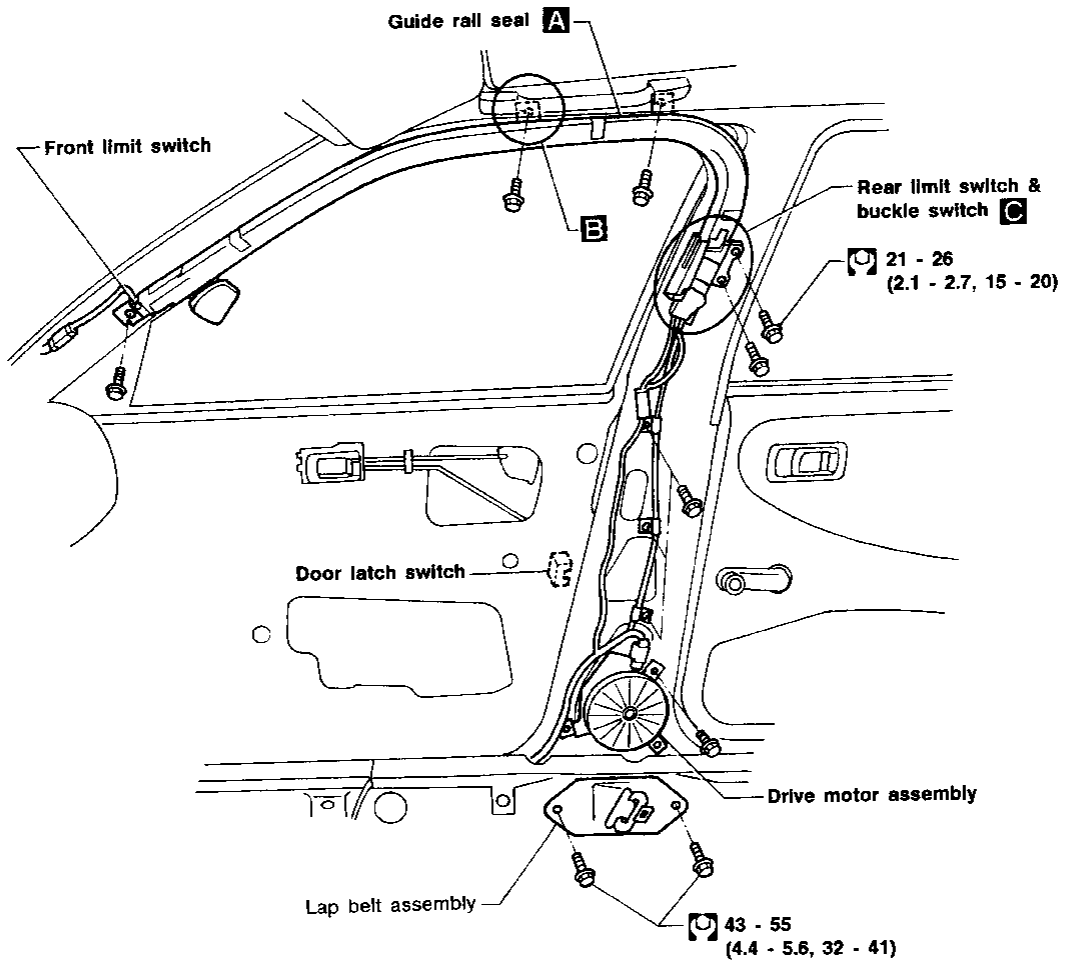 Guide rail seal A
Front limit switch
Rear limit switch &
buckle switch C
B
21 - 26
(2.1 - 2.7, 15 - 20)
Door latch switch
Drive motor assembly
Lap belt assembly
43 - 55
(4.4 - 5.6, 32 - 41)